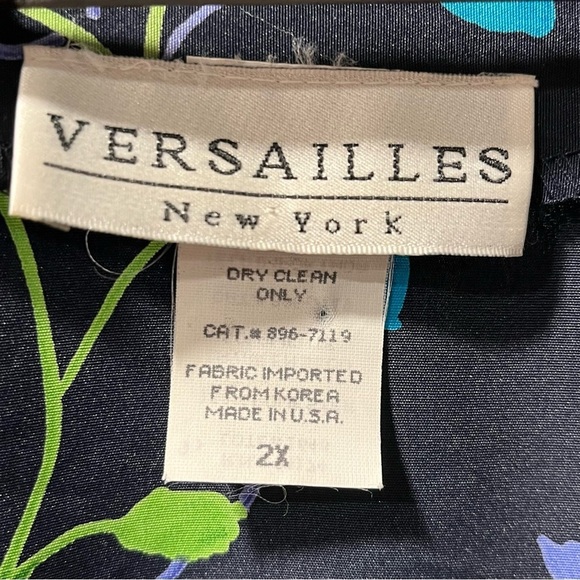 VERSAILLES
New York
DRY CLEAN
ONLY
CAT.# 896-7119
FABRIC IMPORTED
FROM KOREA
MADE IN U.S.A.
2X